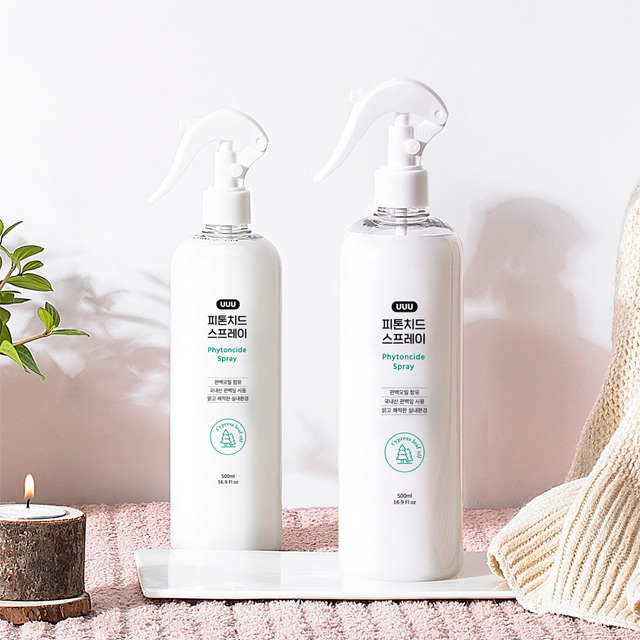 UUU
피톤치드
스프레이
Phytoncide
Spray
편백오일 함유
국내산 편백잎 사용
맑고 쾌적한 실내환경
Cypress leaf oil
500ml
16.9 Fl oz
UUU
피톤치드
스프레이
Phytoncide
Spray
편백오일 함유
국내산 편백잎 사용
맑고 쾌적한 실내환경
Cypress leaf oil
500ml
16.9 Fl oz